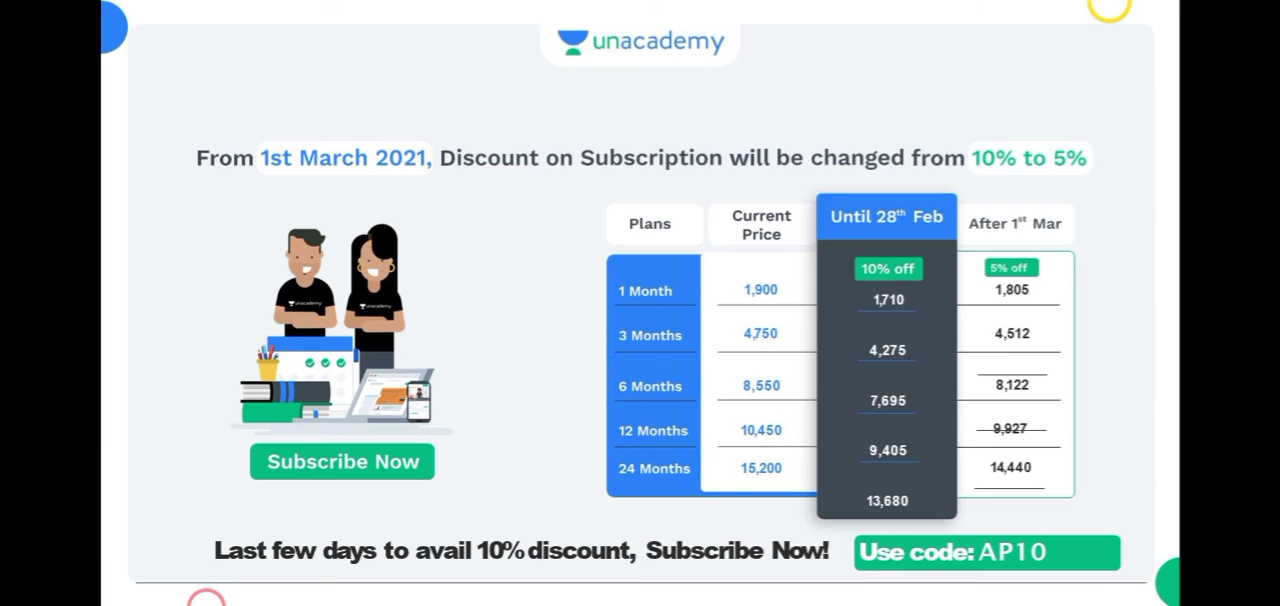 unacademy
From 1st March 2021, Discount on Subscription will be changed from 10% to 5%
Plans Current Price Until 28th Feb After 1st Mar
10% off 5% off
1 Month 1,900 1,710 1,805
3 Months 4,750 4,275 4,512
6 Months 8,550 7,695 8,122
12 Months 10,450 9,405 9,927
24 Months 15,200 13,680 14,440
unacademy unacademy
Subscribe Now
Last few days to avail 10% discount, Subscribe Now! Use code: AP10